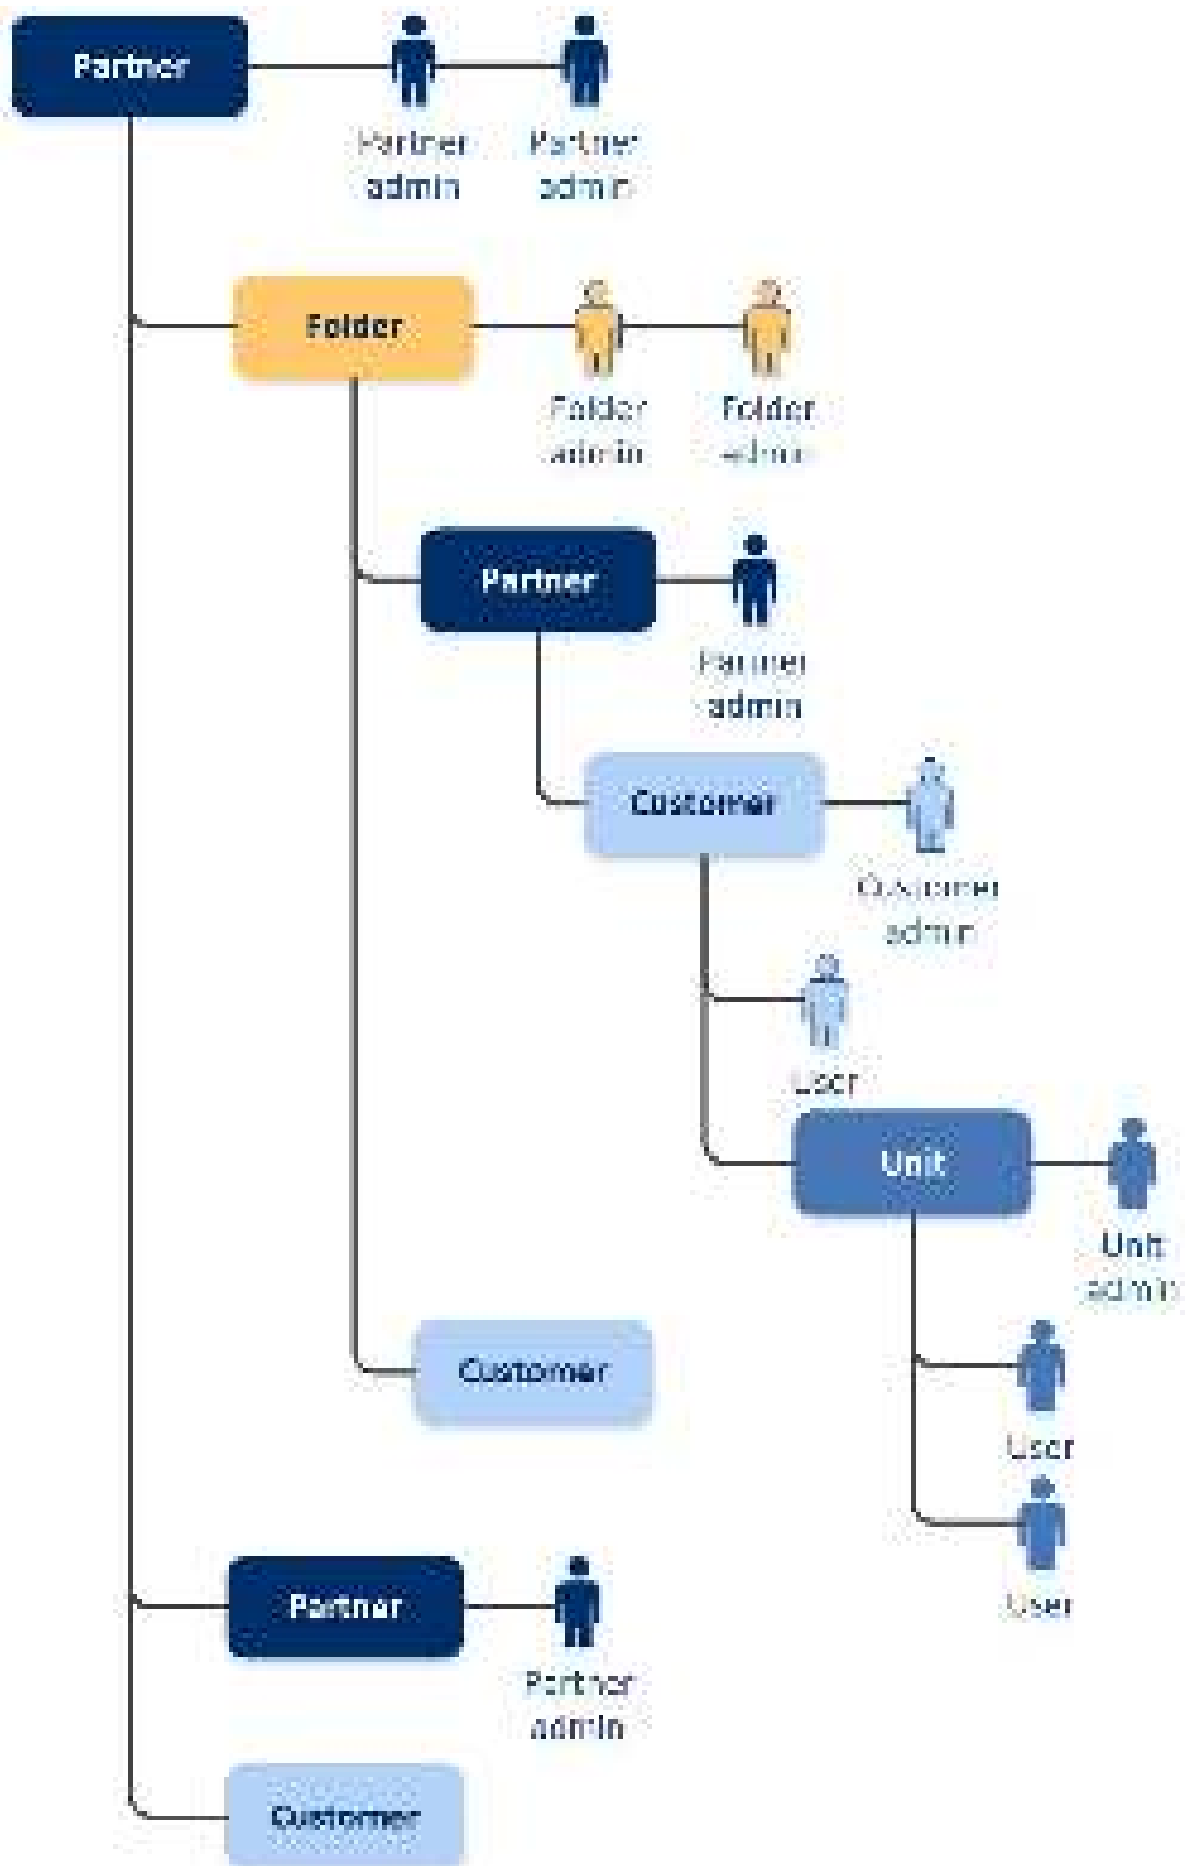 Partner
Partner Partner
admin admin
Folder
Folder Folder
admin admin
Partner
Partner
admin
Customer
Customer
admin
User
Unit
Unit
admin
User
User
Customer
Partner
Partner
admin
Customer